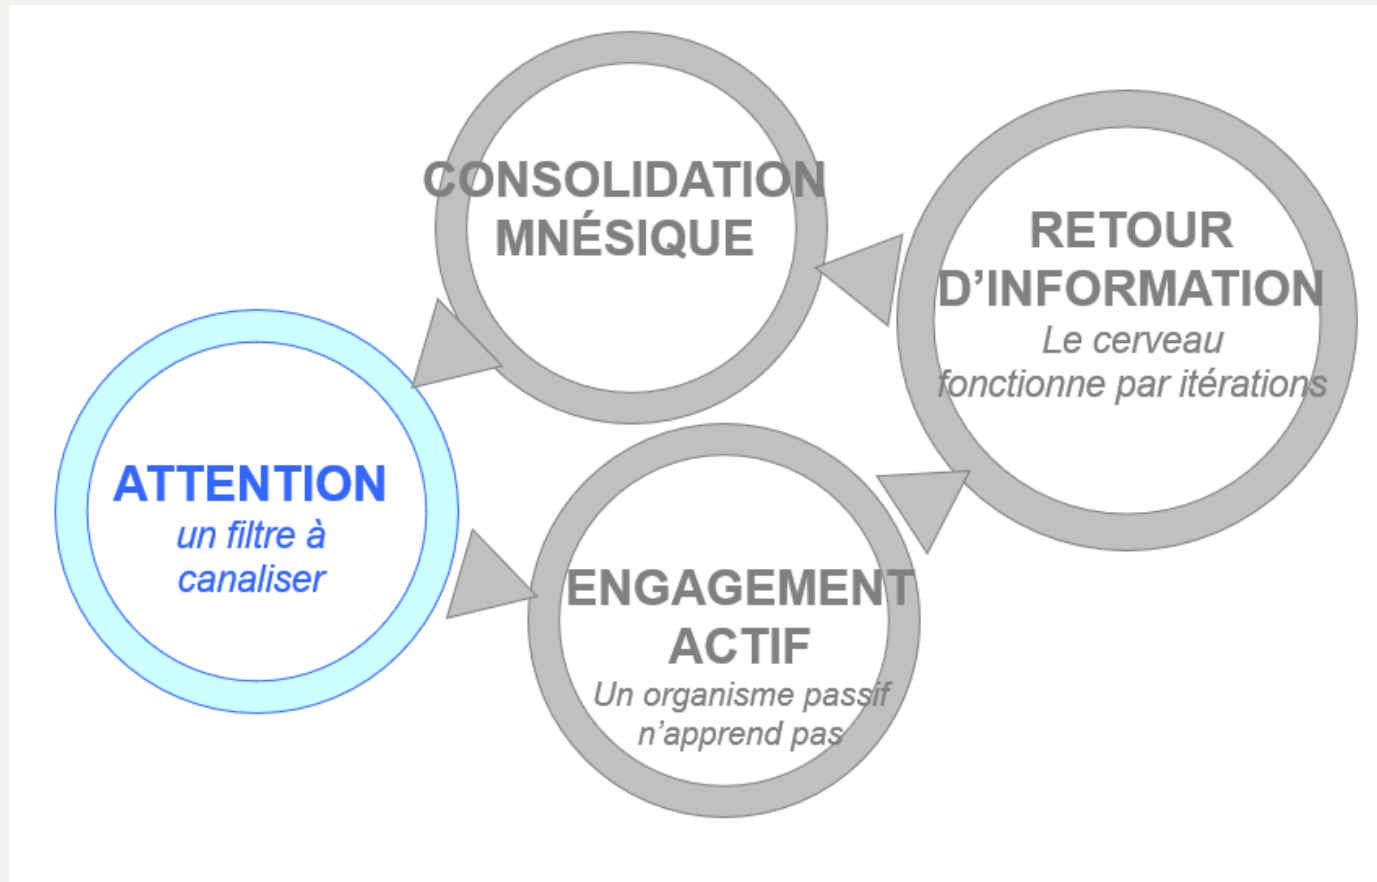 CONSOLIDATION
MNÉSIQUE
RETOUR
D’INFORMATION
Le cerveau
fonctionne par itérations
ATTENTION
un filtre à
canaliser
ENGAGEMENT
ACTIF
Un organisme passif
n’apprend pas